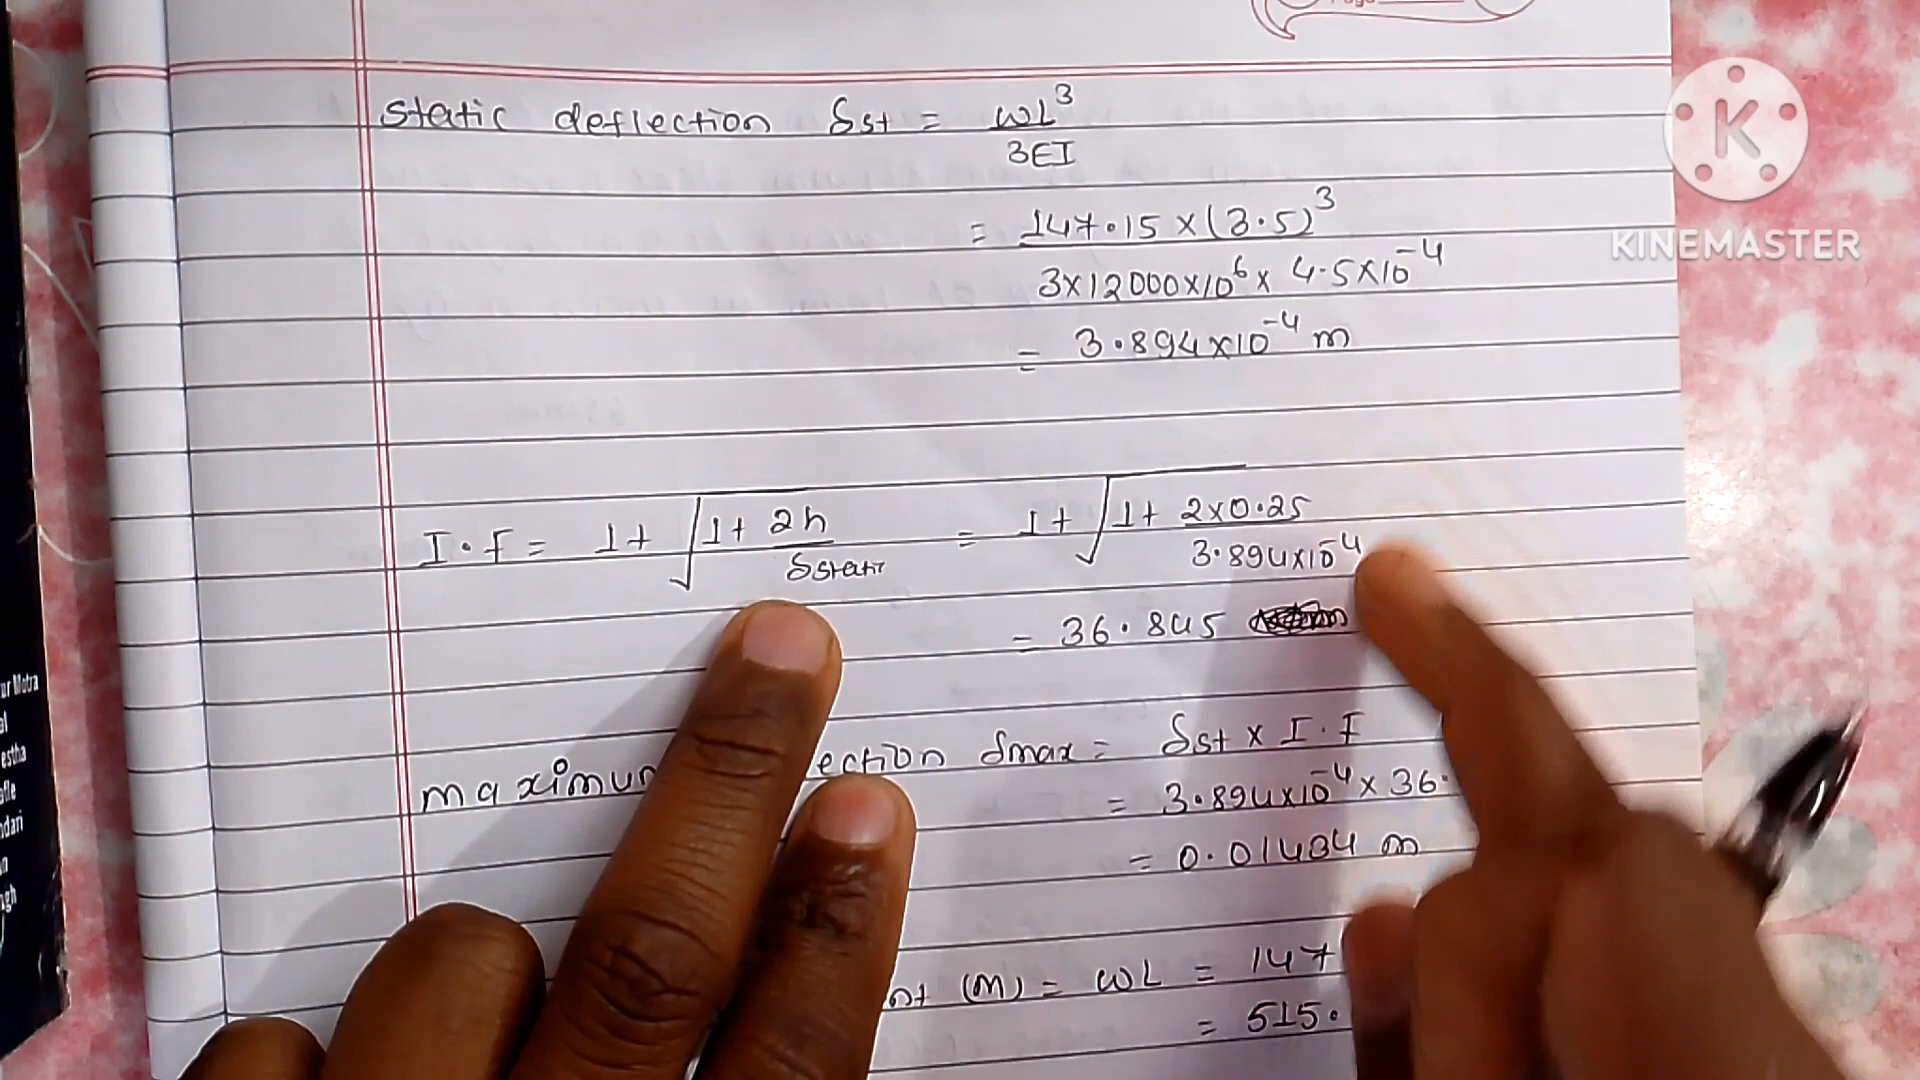 Page
static deflection δst = WL³
3EI
= 147.15 × (3.5)³
3×12000×10⁶× 4.5×10⁻⁴
= 3.894×10⁻⁴ m
I.F = 1+ √1+ 2h = 1+ √1+ 2×0.25
δstatic 3.894×10⁻⁴
= 36.845
ection δmax = δst × I.F
= 3.894×10⁻⁴ × 36.
= 0.01434 m
(M) = WL = 147
= 515.
K
KINEMASTER